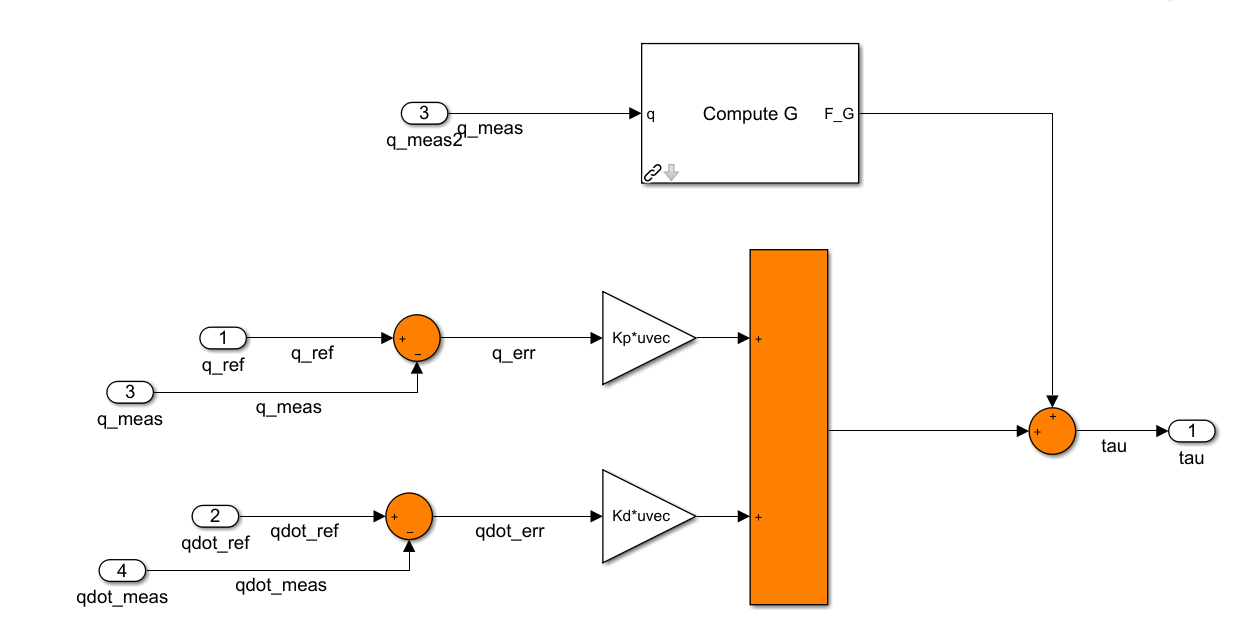 3
q_meas2
q_meas
q
Compute G
F_G
1
q_ref
q_ref
+
−
q_err
Kp*uvec
+
3
q_meas
q_meas
+
+
tau
1
tau
2
qdot_ref
qdot_ref
+
−
qdot_err
Kd*uvec
+
4
qdot_meas
qdot_meas